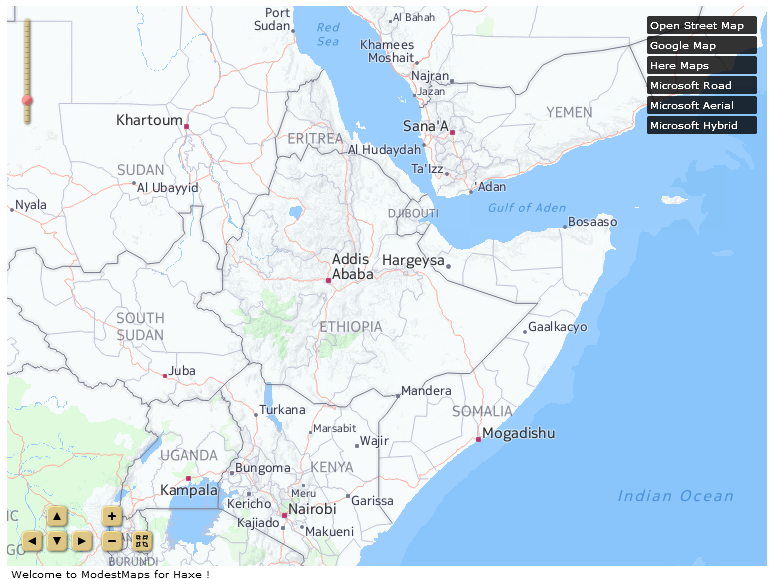 Port
Sudan
Red
Sea
Al Bahah
Khamees
Moshait
Najran
Jazan
Open Street Map
Google Map
Here Maps
Microsoft Road
Microsoft Aerial
Microsoft Hybrid
YEMEN
Khartoum
Sana'A
ERITREA
Al Hudaydah
SUDAN
Al Ubayyid
Ta'Izz
'Adan
Nyala
DJIBOUTI
Gulf of Aden
Bosaaso
Addis
Ababa
Hargeysa
SOUTH
SUDAN
ETHIOPIA
Gaalkacyo
Juba
Mandera
Turkana
SOMALIA
Marsabit
Wajir
Mogadishu
UGANDA
Bungoma
KENYA
Kampala
Meru
Kericho
Garissa
Indian Ocean
Nairobi
Kajiado
Makueni
IC
GO
BURUNDI
+
−
Welcome to ModestMaps for Haxe !